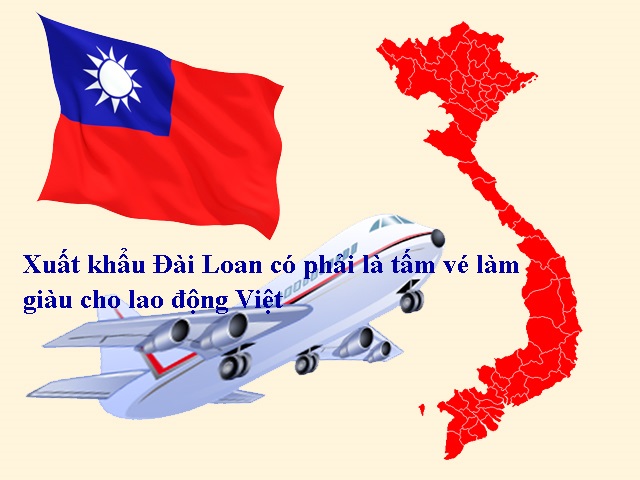 Xuất khẩu Đài Loan có phải là tấm vé làm
giàu cho lao động Việt